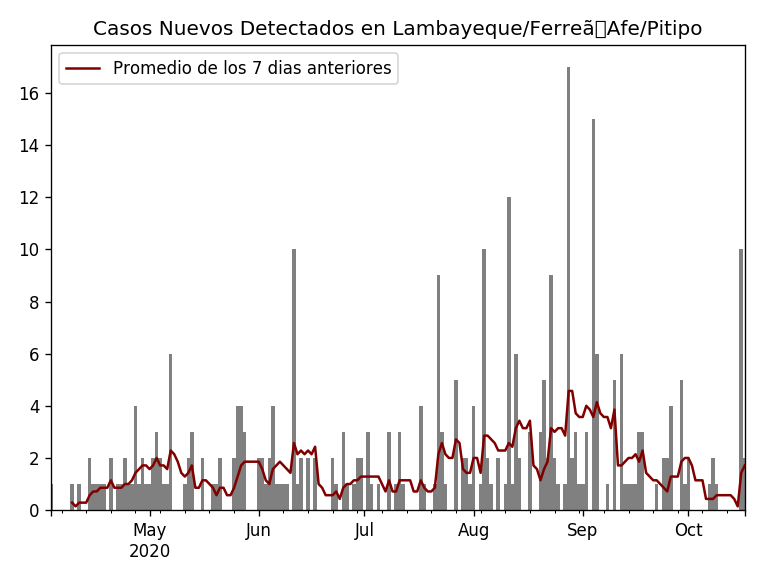 Casos Nuevos Detectados en Lambayeque/Ferreã▯Afe/Pitipo
Promedio de los 7 dias anteriores
16
14
12
10
8
6
4
2
0
May
2020
Jun
Jul
Aug
Sep
Oct